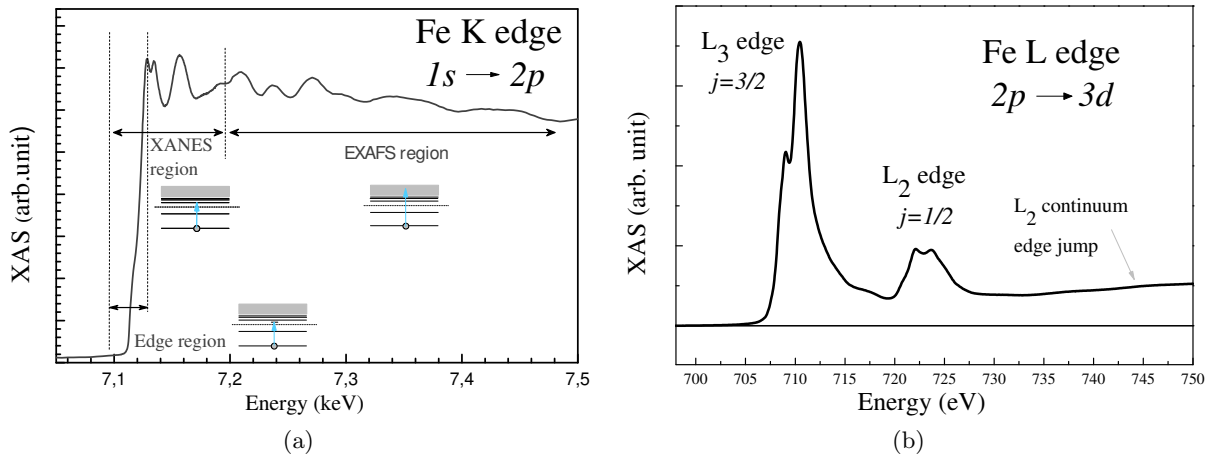 Fe K edge
1s → 2p
XANES
region
EXAFS region
Edge region
XAS (arb.unit)
7,1
7,2
7,3
7,4
7,5
Energy (keV)
(a)
L3 edge
j=3/2
Fe L edge
2p → 3d
L2 edge
j=1/2
L2 continuum
edge jump
XAS (arb. unit)
700
705
710
715
720
725
730
735
740
745
750
Energy (eV)
(b)